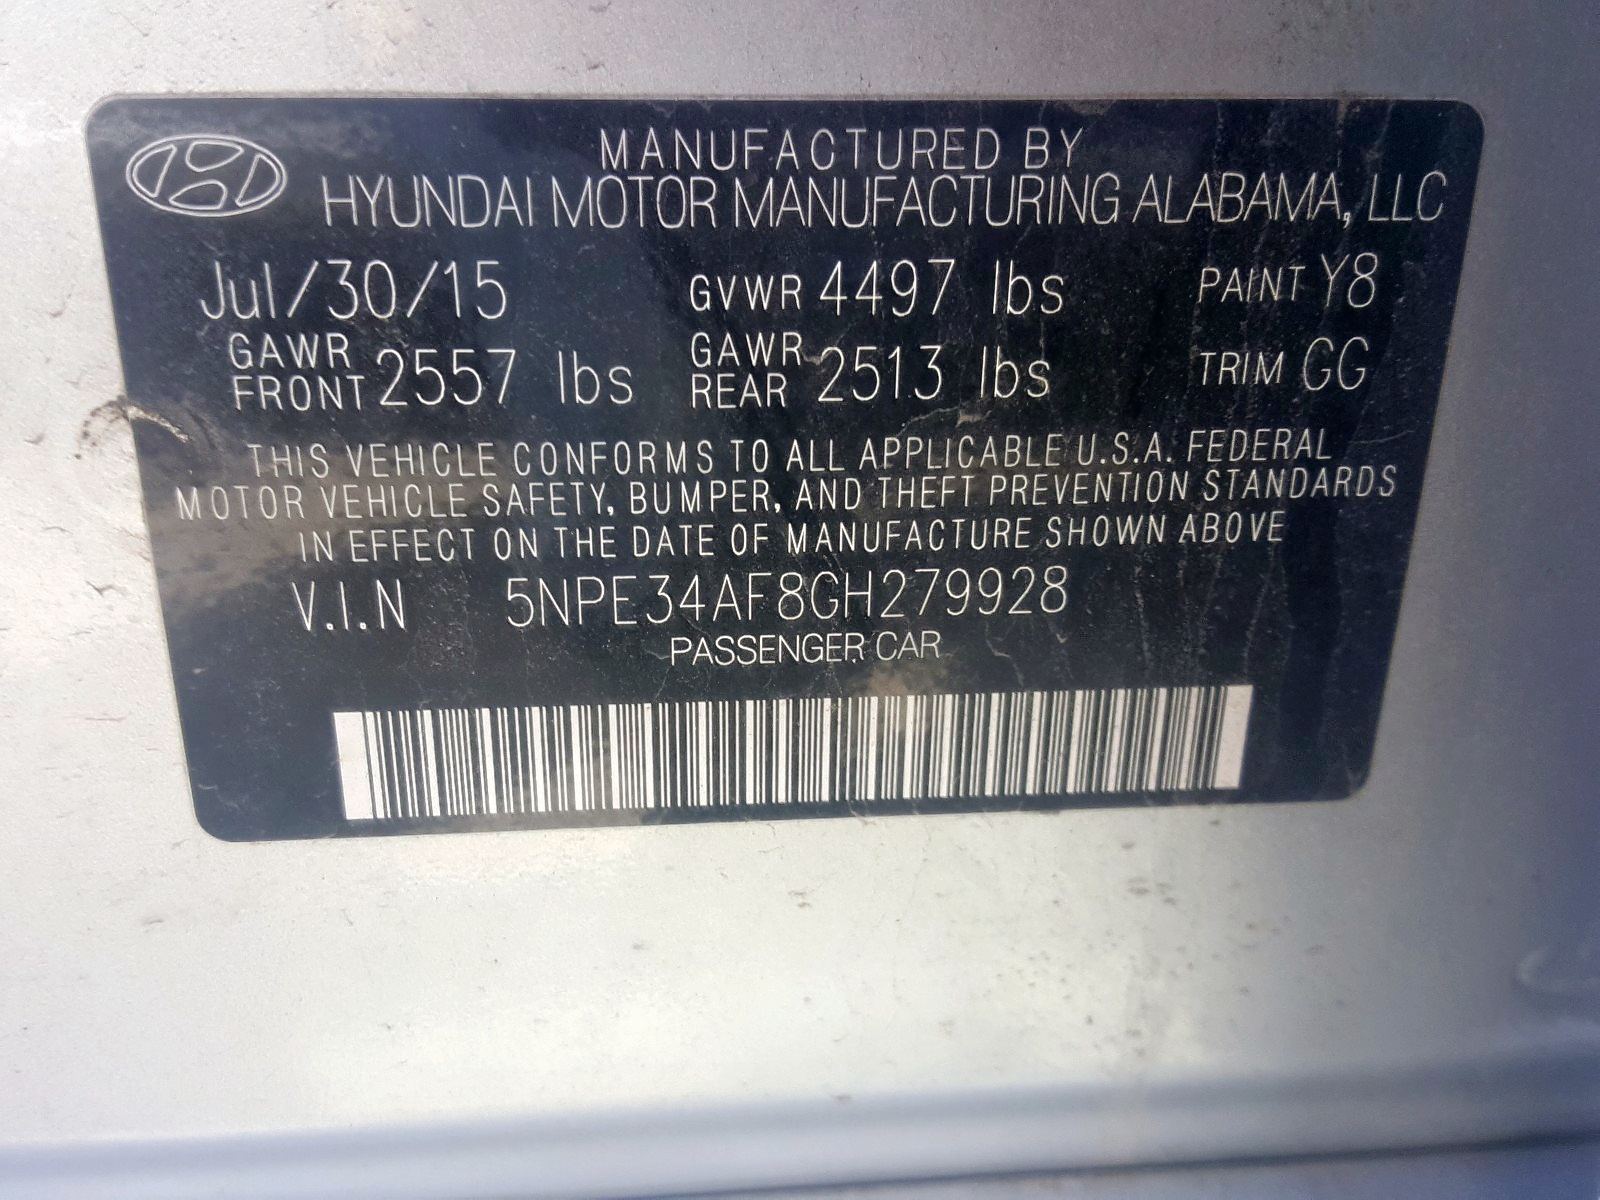 MANUFACTURED BY
HYUNDAI MOTOR MANUFACTURING ALABAMA, LLC
Jul/30/15 GVWR 4497 lbs PAINT Y8
GAWR FRONT 2557 lbs GAWR REAR 2513 lbs TRIM GG
THIS VEHICLE CONFORMS TO ALL APPLICABLE U.S.A. FEDERAL
MOTOR VEHICLE SAFETY, BUMPER, AND THEFT PREVENTION STANDARDS
IN EFFECT ON THE DATE OF MANUFACTURE SHOWN ABOVE
V.I.N 5NPE34AF8GH279928
PASSENGER CAR